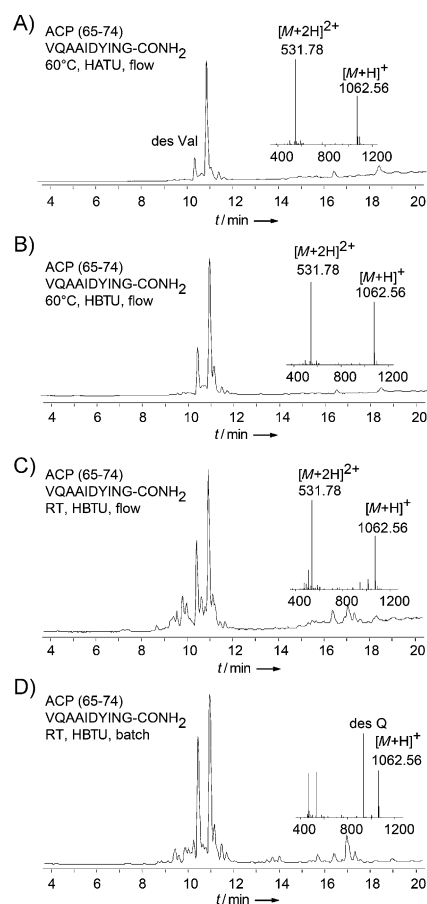 A)
ACP (65-74)
VQAAIDYING-CONH2
60°C, HATU, flow
des Val
[M+2H]2+
531.78
[M+H]+
1062.56
400 800 1200
4 6 8 10 12 14 16 18 20
t / min →
B)
ACP (65-74)
VQAAIDYING-CONH2
60°C, HBTU, flow
[M+2H]2+
531.78
[M+H]+
1062.56
400 800 1200
4 6 8 10 12 14 16 18 20
t / min →
C)
ACP (65-74)
VQAAIDYING-CONH2
RT, HBTU, flow
[M+2H]2+
531.78
[M+H]+
1062.56
400 800 1200
4 6 8 10 12 14 16 18 20
t / min →
D)
ACP (65-74)
VQAAIDYING-CONH2
RT, HBTU, batch
des Q
[M+H]+
1062.56
400 800 1200
4 6 8 10 12 14 16 18 20
t / min →